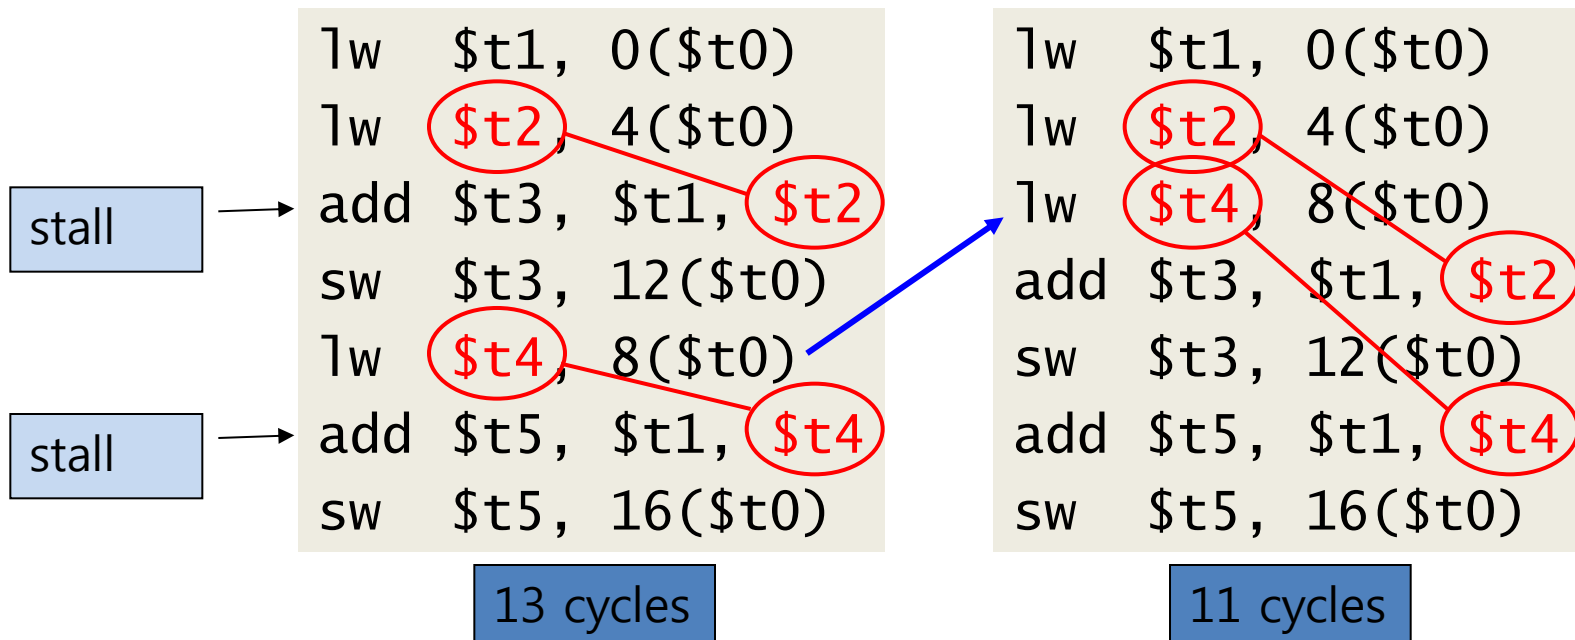 lw $t1, 0($t0)
lw $t2, 4($t0)
add $t3, $t1, $t2
sw $t3, 12($t0)
lw $t4, 8($t0)
add $t5, $t1, $t4
sw $t5, 16($t0)
stall
stall
13 cycles
lw $t1, 0($t0)
lw $t2, 4($t0)
lw $t4, 8($t0)
add $t3, $t1, $t2
sw $t3, 12($t0)
add $t5, $t1, $t4
sw $t5, 16($t0)
11 cycles